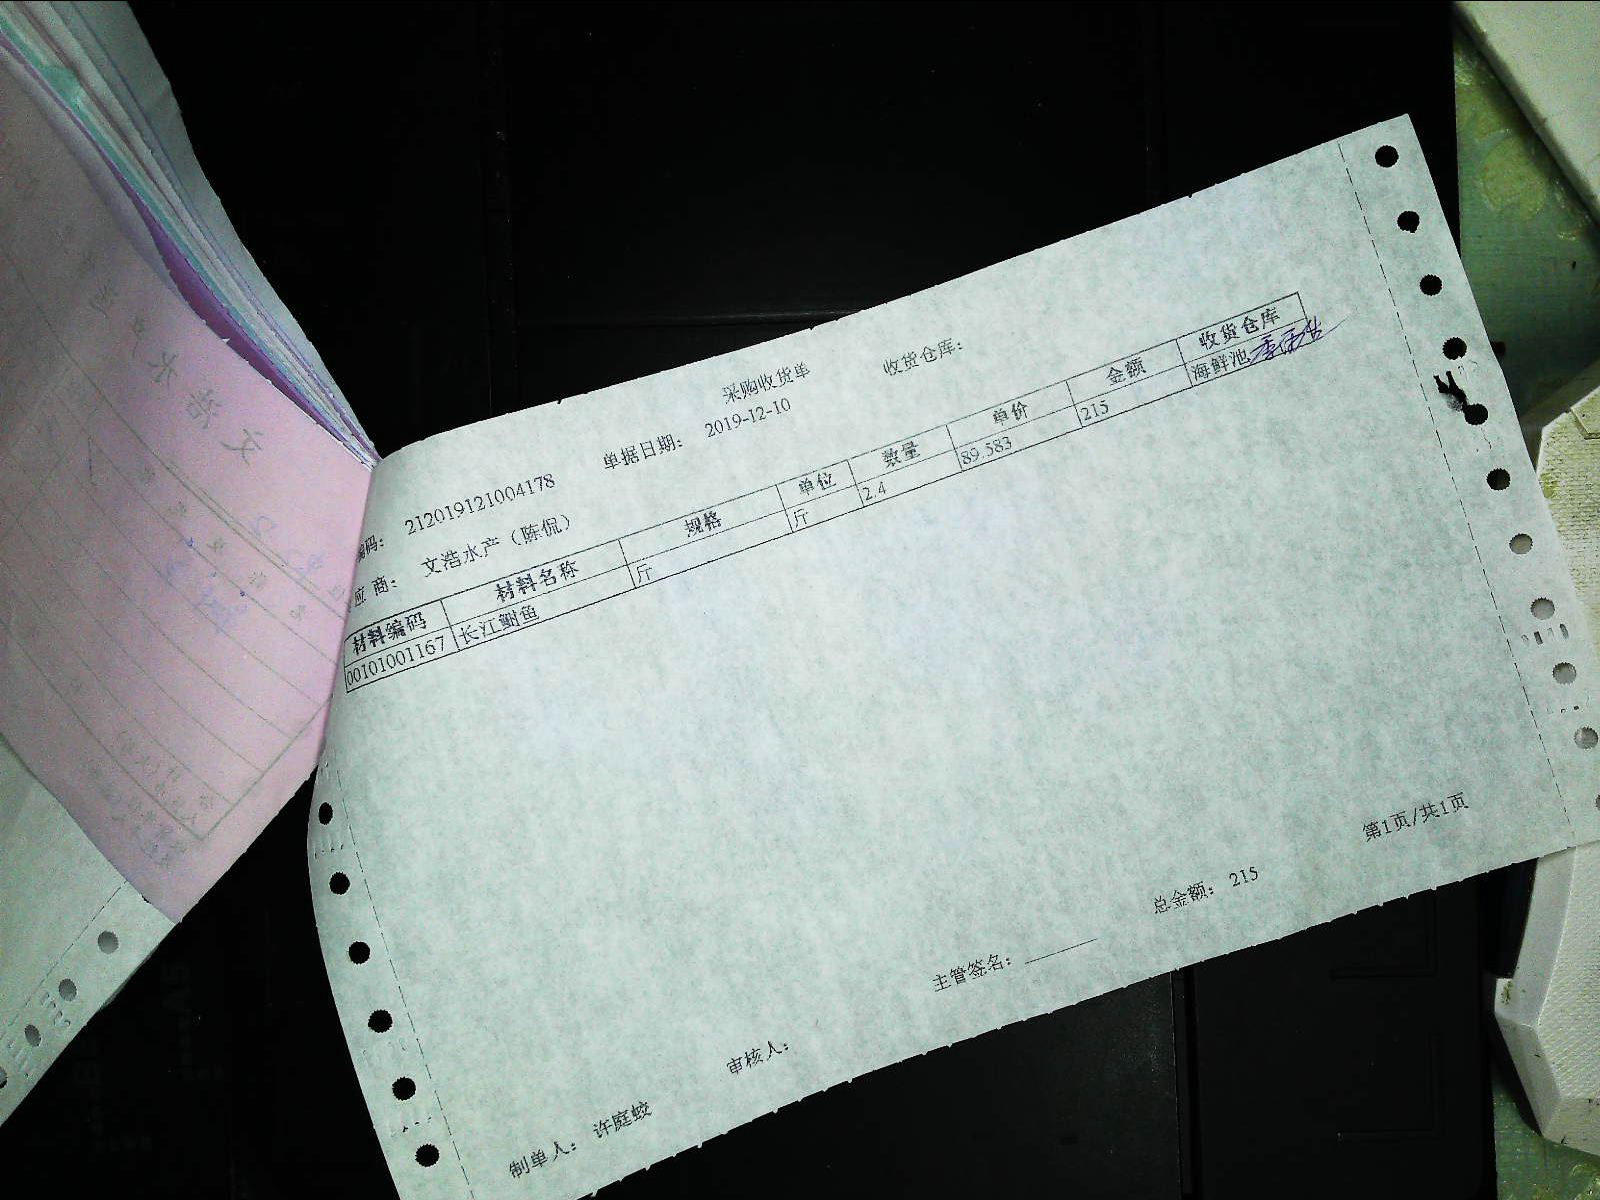 采购收货单
收货仓库:
编码: 212019121004178 单据日期: 2019-12-10
应商: 文浩水产（陈侃）
材料编码 材料名称 规格 单位 数量 单价 金额 收货仓库
00101001167 长江鮰鱼 斤 斤 2.4 89.583 215 海鲜池
总金额: 215 第1页/共1页
制单人: 许庭蛟 审核人: 主管签名:
文浩水产